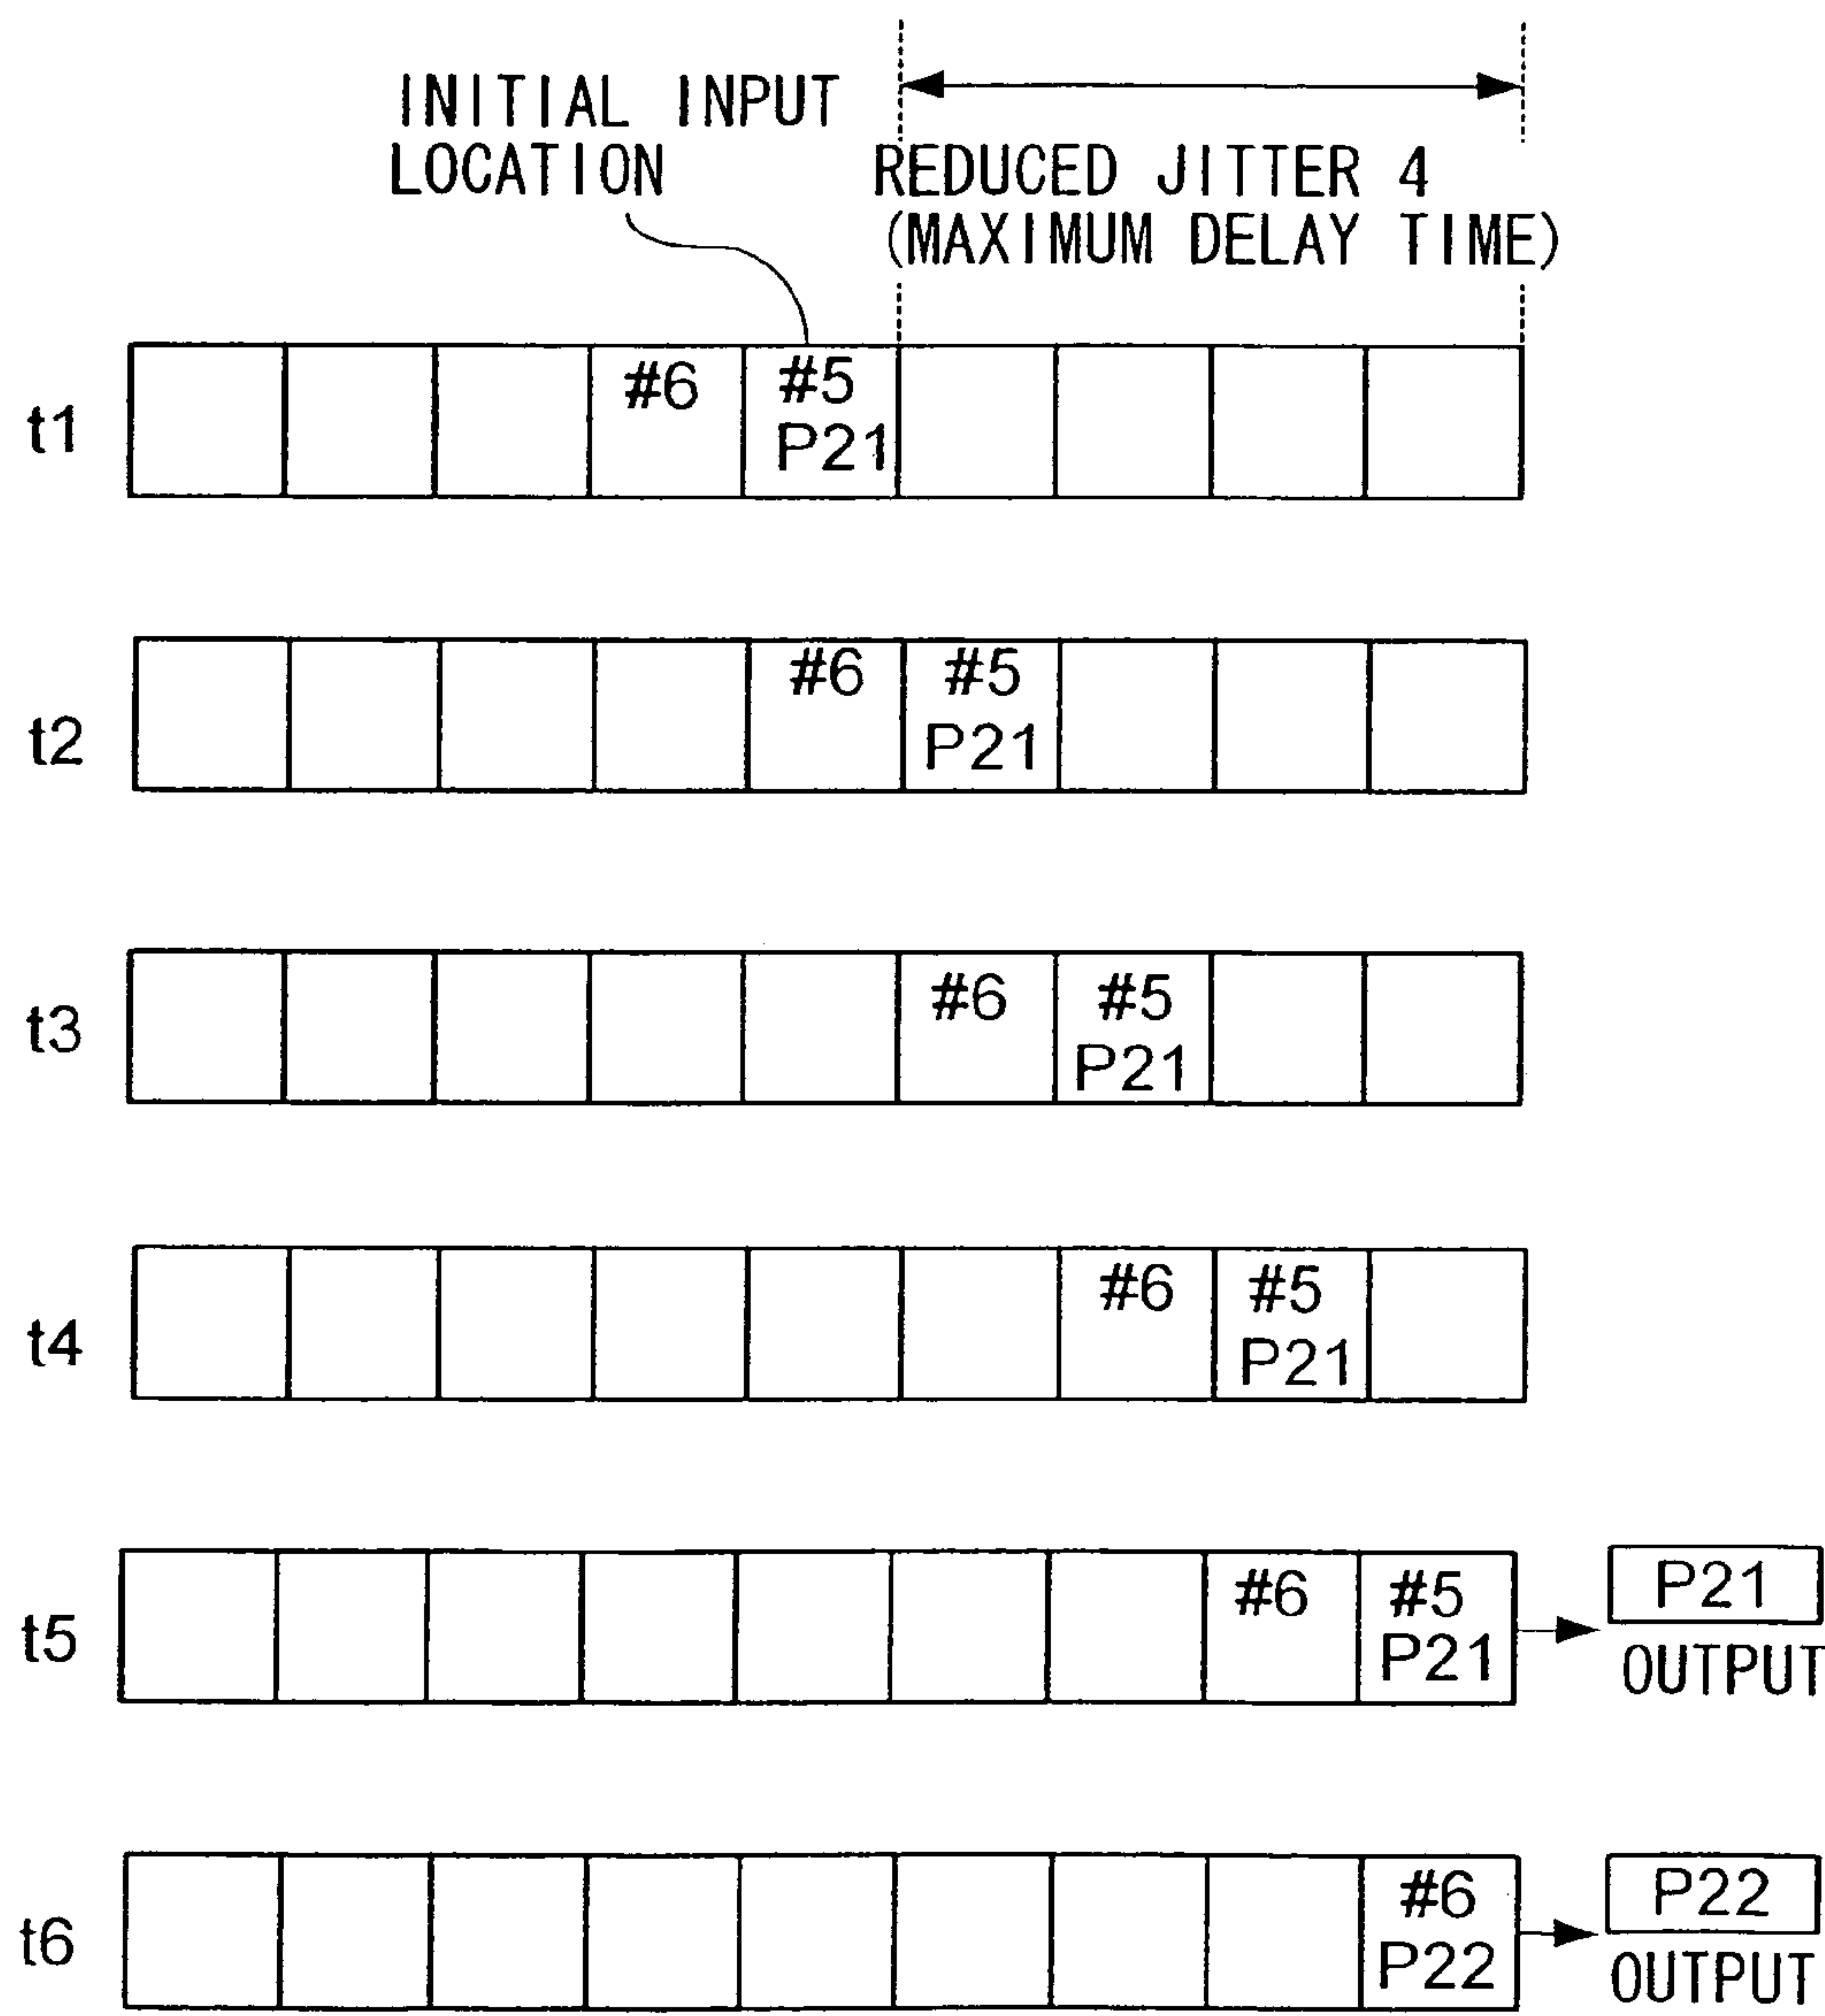 INITIAL INPUT
LOCATION
REDUCED JITTER 4
(MAXIMUM DELAY TIME)
t1
#6
#5
P21
t2
#6
#5
P21
t3
#6
#5
P21
t4
#6
#5
P21
t5
#6
#5
P21
P21
OUTPUT
t6
#6
P22
P22
OUTPUT